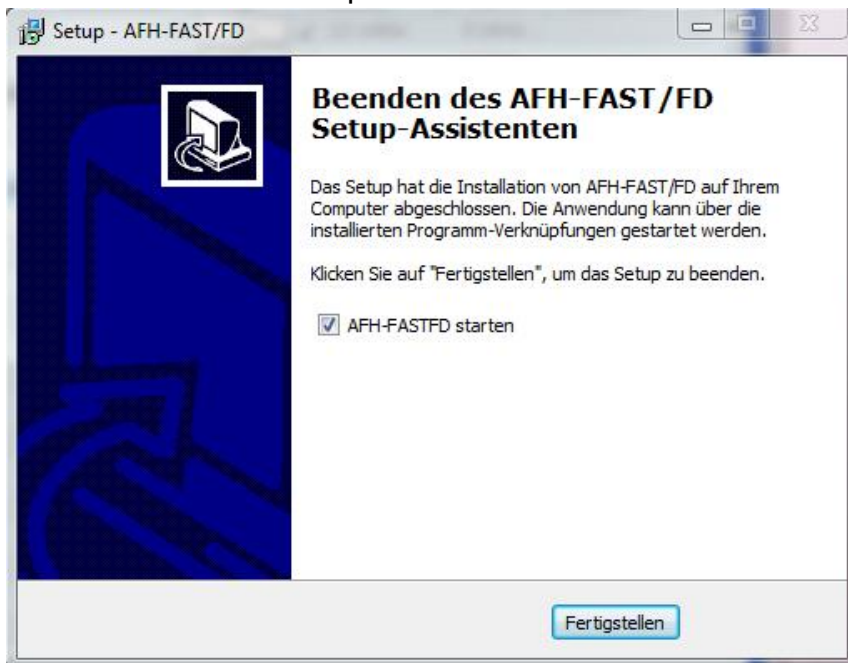 Setup - AFH-FAST/FD
Beenden des AFH-FAST/FD
Setup-Assistenten
Das Setup hat die Installation von AFH-FAST/FD auf Ihrem
Computer abgeschlossen. Die Anwendung kann über die
installierten Programm-Verknüpfungen gestartet werden.
Klicken Sie auf "Fertigstellen", um das Setup zu beenden.
AFH-FASTFD starten
Fertigstellen